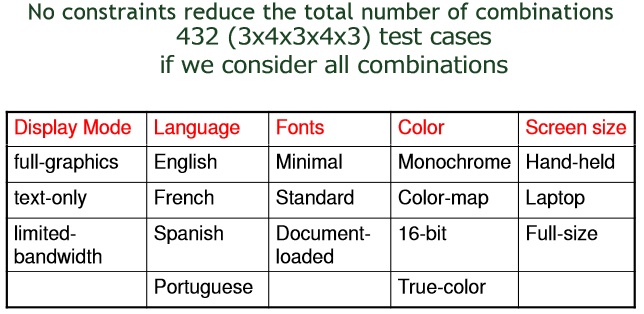 No constraints reduce the total number of combinations
432 (3x4x3x4x3) test cases
if we consider all combinations
Display Mode Language Fonts Color Screen size
full-graphics English Minimal Monochrome Hand-held
text-only French Standard Color-map Laptop
limited- Spanish Document- 16-bit Full-size
bandwidth loaded
Portuguese True-color